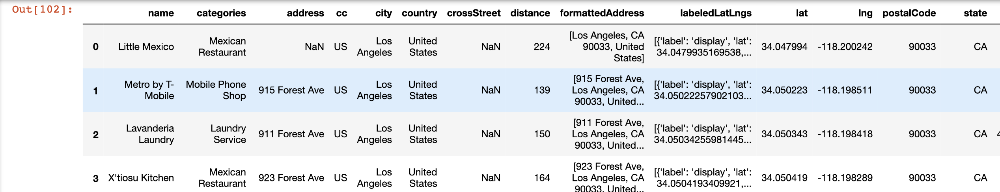 Out[102]:
name categories address cc city country crossStreet distance formattedAddress labeledLatLngs lat lng postalCode state
0 Little Mexico Mexican Restaurant NaN US Los Angeles United States NaN 224 [Los Angeles, CA 90033, United States] [{'label': 'display', 'lat': 34.0479935169538,... 34.047994 -118.200242 90033 CA
1 Metro by T-Mobile Mobile Phone Shop 915 Forest Ave US Los Angeles United States NaN 139 [915 Forest Ave, Los Angeles, CA 90033, United... [{'label': 'display', 'lat': 34.05022257902103... 34.050223 -118.198511 90033 CA
2 Lavanderia Laundry Laundry Service 911 Forest Ave US Los Angeles United States NaN 150 [911 Forest Ave, Los Angeles, CA 90033, United... [{'label': 'display', 'lat': 34.05034255981445... 34.050343 -118.198418 90033 CA
3 X'tiosu Kitchen Mexican Restaurant 923 Forest Ave US Los Angeles United States NaN 164 [923 Forest Ave, Los Angeles, CA 90033, United... [{'label': 'display', 'lat': 34.0504193409921,... 34.050419 -118.198289 90033 CA